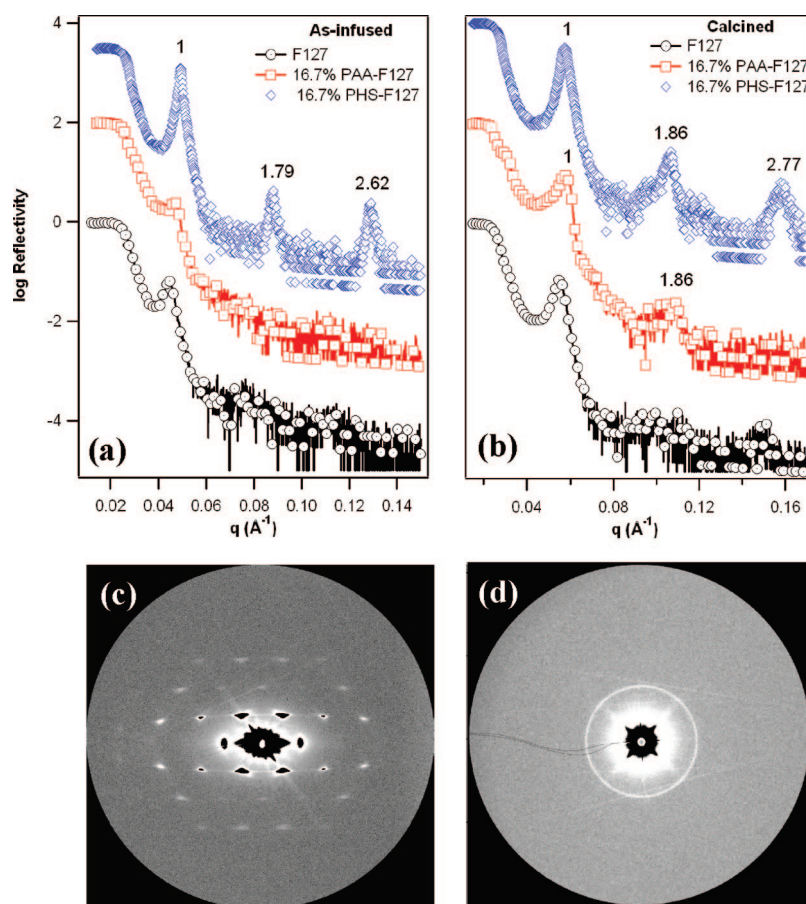 As-infused
F127
16.7% PAA-F127
16.7% PHS-F127
1
1.79
2.62
4
2
0
-2
-4
log Reflectivity
(a)
0.02 0.04 0.06 0.08 0.10 0.12 0.14
q (Å⁻¹)
Calcined
F127
16.7% PAA-F127
16.7% PHS-F127
1
1.86
2.77
1
1.86
(b)
0.04 0.08 0.12 0.16
q (Å⁻¹)
(c)
(d)